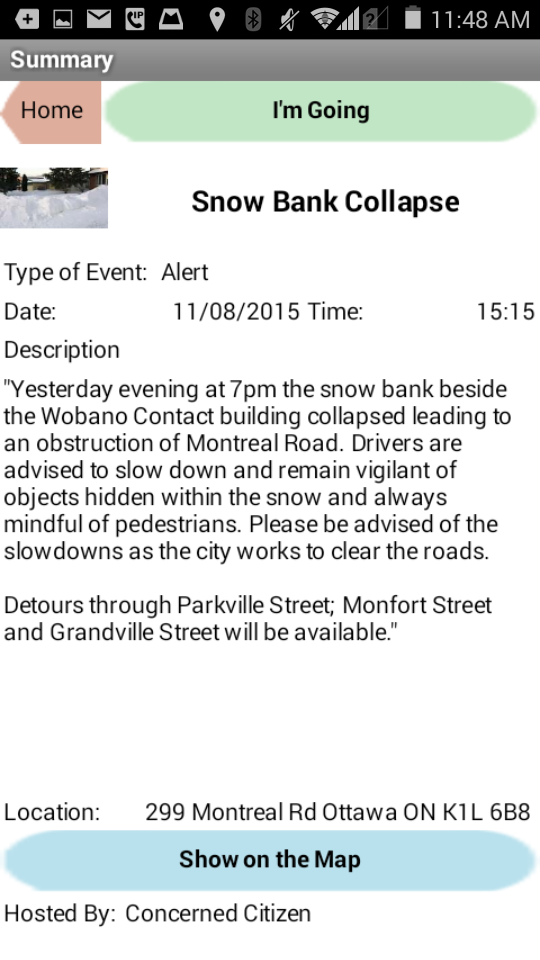 11:48 AM
Summary
Home
I'm Going
Snow Bank Collapse
Type of Event: Alert
Date: 11/08/2015 Time: 15:15
Description
"Yesterday evening at 7pm the snow bank beside
the Wobano Contact building collapsed leading to
an obstruction of Montreal Road. Drivers are
advised to slow down and remain vigilant of
objects hidden within the snow and always
mindful of pedestrians. Please be advised of the
slowdowns as the city works to clear the roads.
Detours through Parkville Street; Monfort Street
and Grandville Street will be available."
Location: 299 Montreal Rd Ottawa ON K1L 6B8
Show on the Map
Hosted By: Concerned Citizen